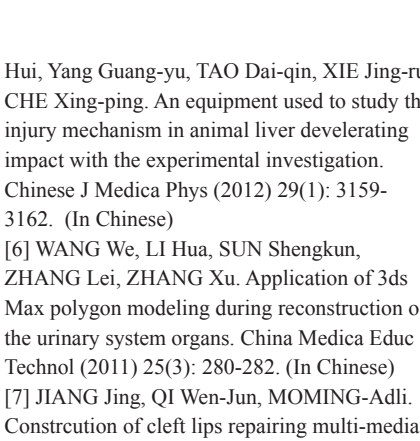 Hui, Yang Guang-yu, TAO Dai-qin, XIE Jing-ru
CHE Xing-ping. An equipment used to study th
injury mechanism in animal liver develerating
impact with the experimental investigation.
Chinese J Medica Phys (2012) 29(1): 3159-
3162. (In Chinese)
[6] WANG We, LI Hua, SUN Shengkun,
ZHANG Lei, ZHANG Xu. Application of 3ds
Max polygon modeling during reconstruction o
the urinary system organs. China Medica Educ
Technol (2011) 25(3): 280-282. (In Chinese)
[7] JIANG Jing, QI Wen-Jun, MOMING-Adli.
Constrcution of cleft lips repairing multi-media